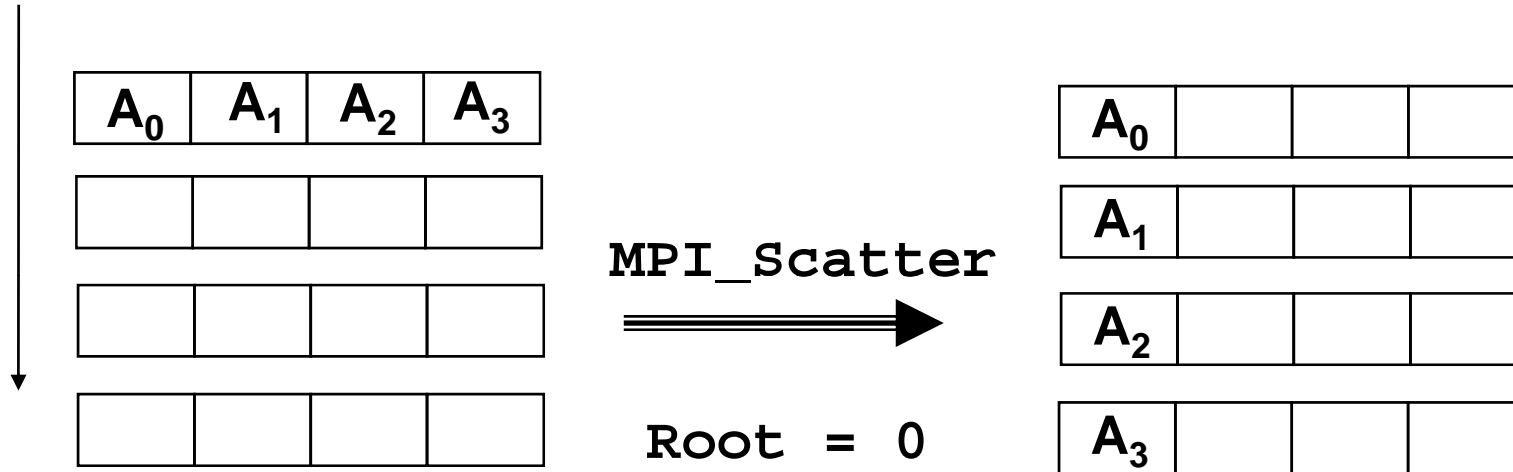 A₀ A₁ A₂ A₃
A₀
A₁
MPI_Scatter
A₂
Root = 0
A₃